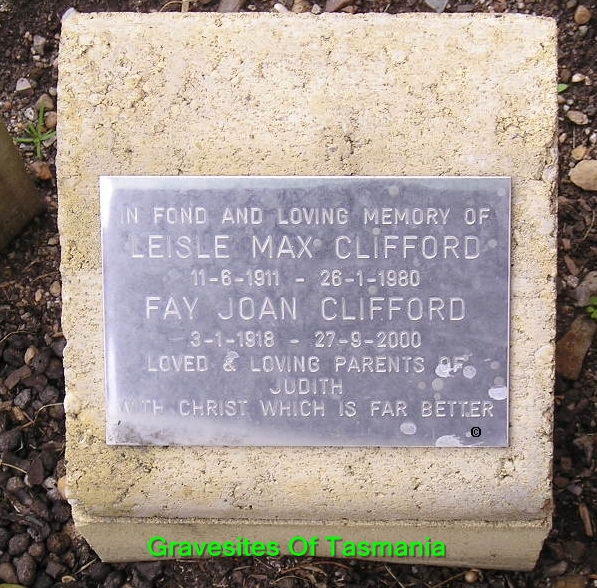 IN FOND AND LOVING MEMORY OF
LEISLE MAX CLIFFORD
11-6-1911 - 26-1-1980
FAY JOAN CLIFFORD
3-1-1918 - 27-9-2000
LOVED & LOVING PARENTS OF
JUDITH
WITH CHRIST WHICH IS FAR BETTER
©
Gravesites Of Tasmania